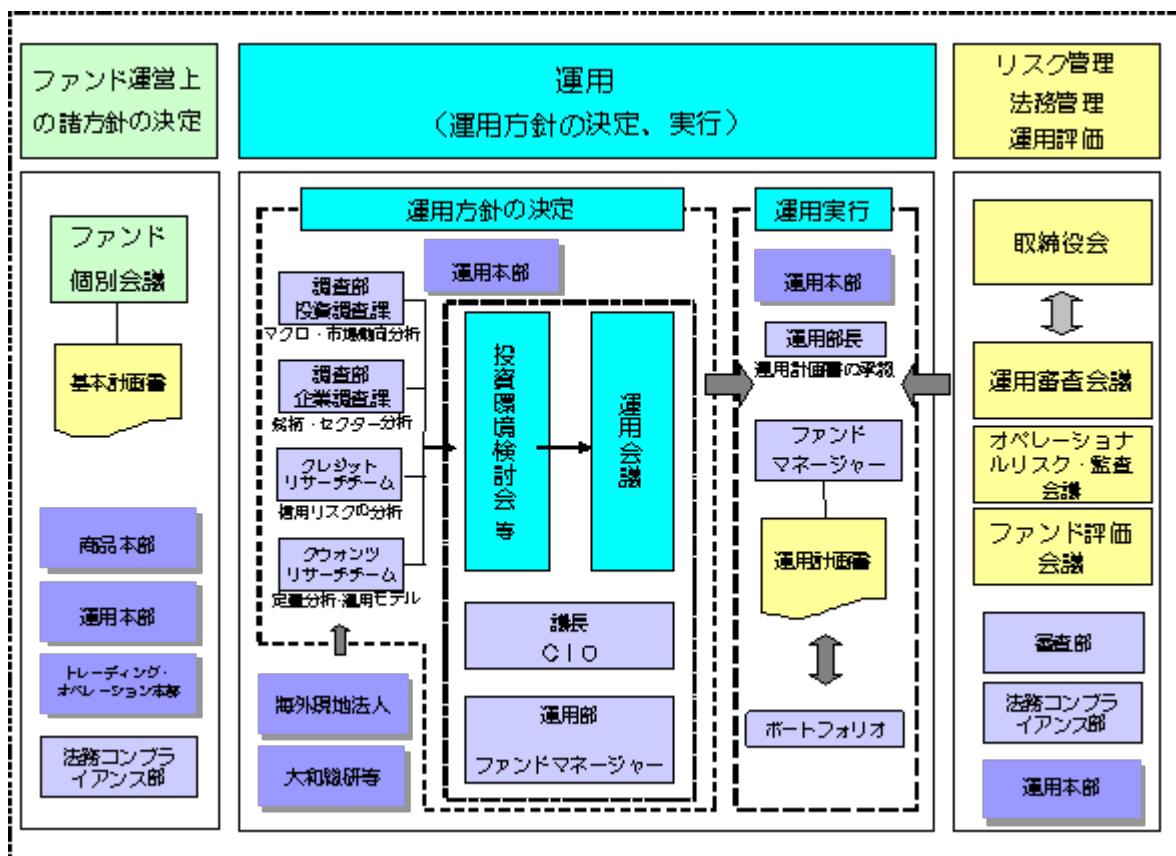 ファンド運営上
の諸方針の決定
ファンド
個別会議
基本計画書
商品本部
運用本部
トレーディング・
オペレーション本部
法務コンプラ
イアンス部
運用
（運用方針の決定、実行）
運用方針の決定
運用本部
調査部
投資調査課
マクロ・市場動向分析
調査部
企業調査課
銘柄・セクター分析
クレジット
リサーチチーム
信用リスクの分析
クウォンツ
リサーチチーム
定量分析・運用モデル
海外現地法人
大和総研等
投資環境検討会 等
運用会議
議長
ＣＩＯ
運用部
ファンドマネージャー
運用実行
運用本部
運用部長
運用計画書の承認
ファンド
マネージャー
運用計画書
ポートフォリオ
リスク管理
法務管理
運用評価
取締役会
運用審査会議
オペレーショナ
ルリスク・監査
会議
ファンド評価
会議
審査部
法務コンプラ
イアンス部
運用本部